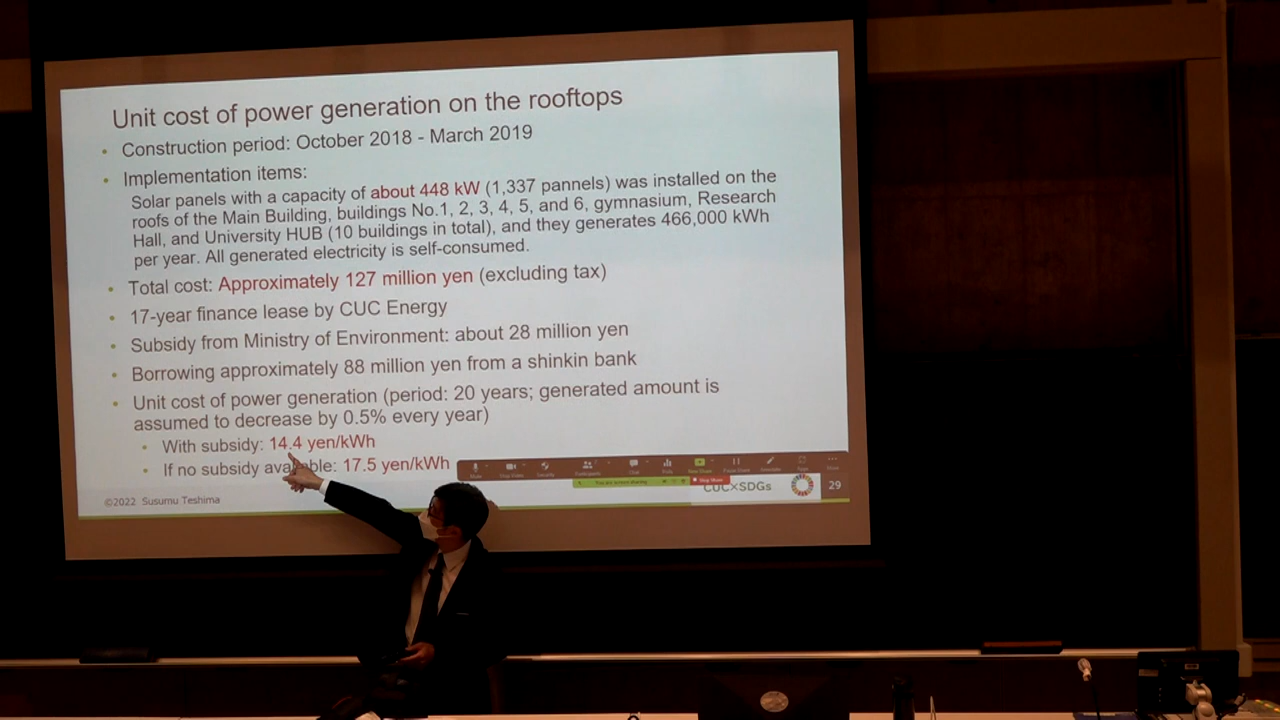 Unit cost of power generation on the rooftops
• Construction period: October 2018 - March 2019
• Implementation items:
Solar panels with a capacity of about 448 kW (1,337 pannels) was installed on the
roofs of the Main Building, buildings No.1, 2, 3, 4, 5, and 6, gymnasium, Research
Hall, and University HUB (10 buildings in total), and they generates 466,000 kWh
per year. All generated electricity is self-consumed.
• Total cost: Approximately 127 million yen (excluding tax)
• 17-year finance lease by CUC Energy
• Subsidy from Ministry of Environment: about 28 million yen
• Borrowing approximately 88 million yen from a shinkin bank
• Unit cost of power generation (period: 20 years; generated amount is
assumed to decrease by 0.5% every year)
• With subsidy: 14.4 yen/kWh
• If no subsidy available: 17.5 yen/kWh
©2022 Susumu Teshima
CUC×SDGs
29